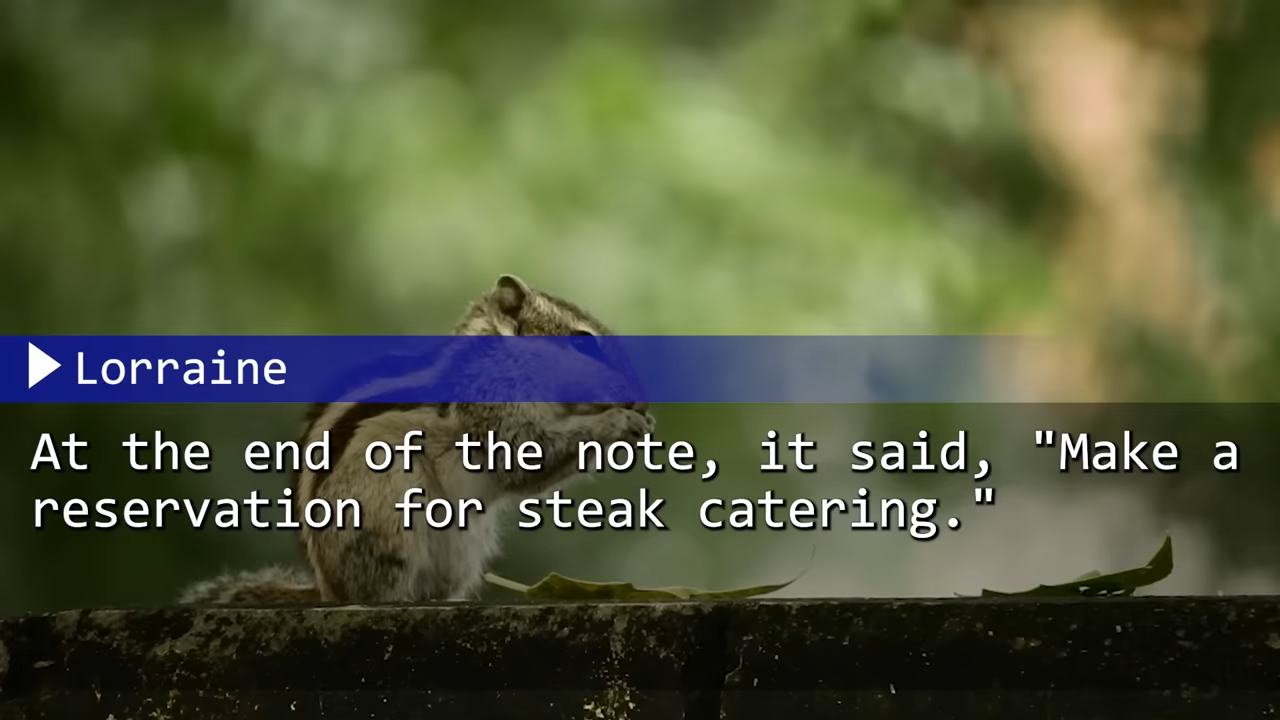 Lorraine
At the end of the note, it said, "Make a
reservation for steak catering."